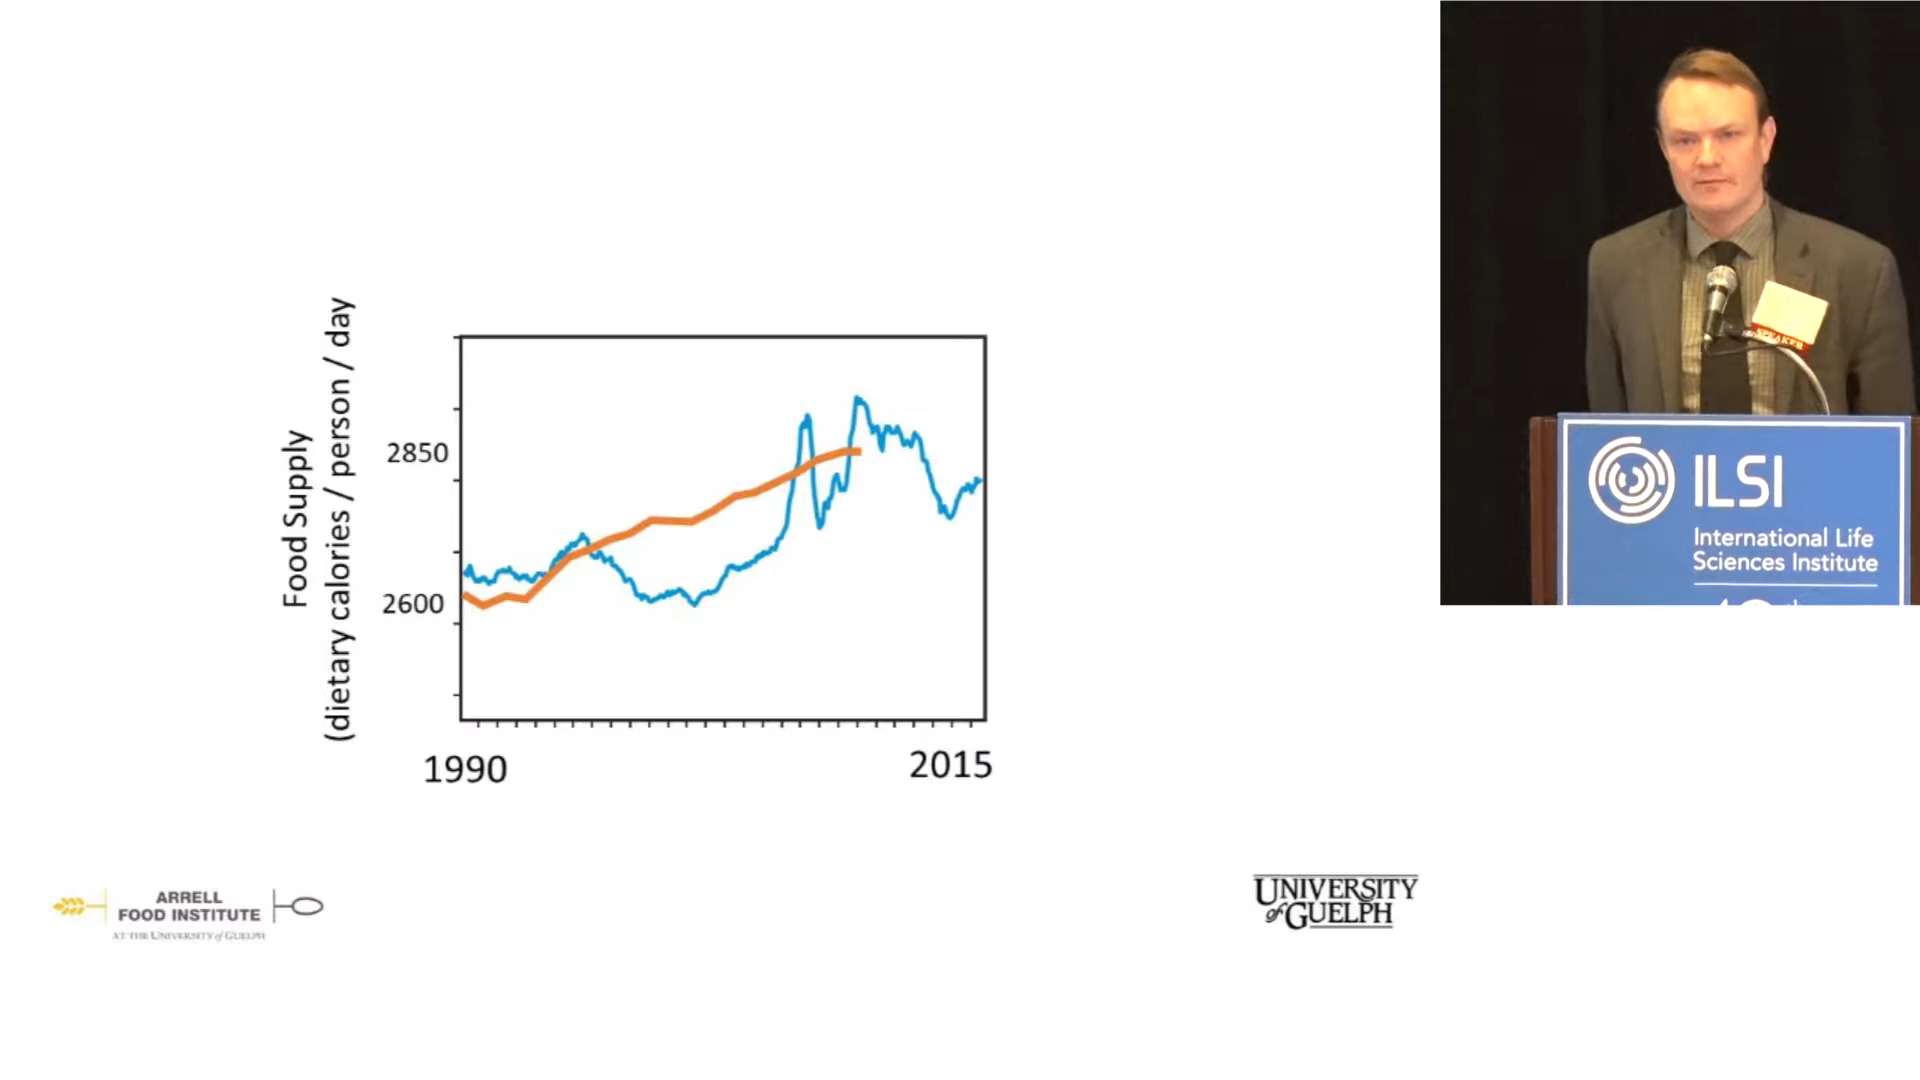 Food Supply
(dietary calories / person / day
2850
2600
1990
2015
ARRELL
FOOD INSTITUTE
AT THE UNIVERSITY of GUELPH
UNIVERSITY
of GUELPH
SPEAKER
ILSI
International Life
Sciences Institute